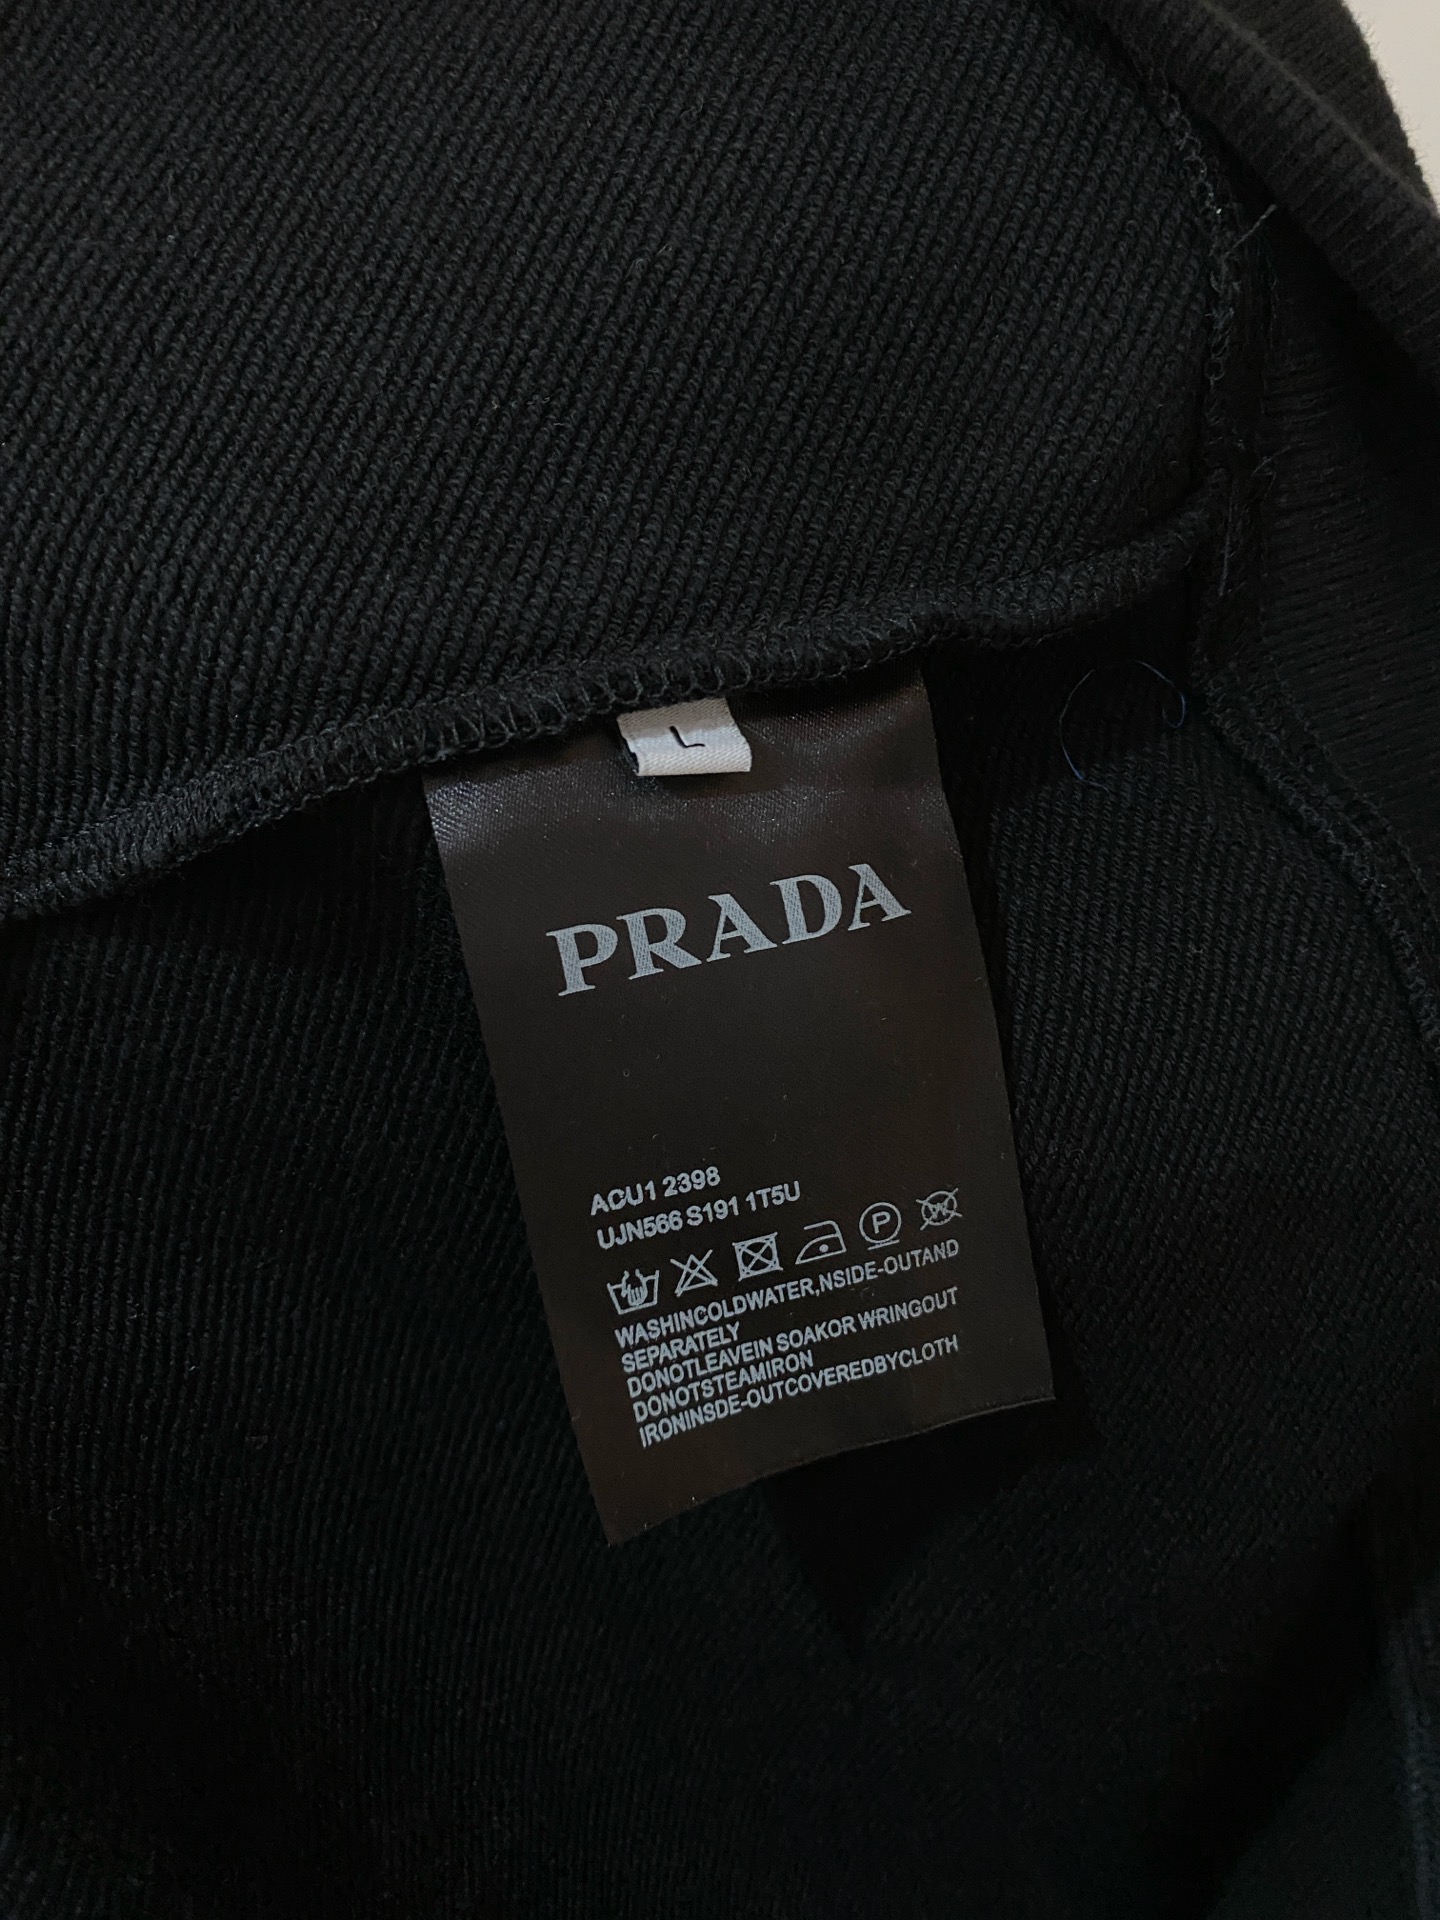 L
PRADA
ACU1 2398
UJN566 S191 1T5U
P W
WASHINCOLDWATER,NSIDE-OUTAND
SEPARATELY
DONOTLEAVEIN SOAKOR WRINGOUT
DONOTSTEAMIRON
IRONINSDE-OUTCOVEREDBYCLOTH